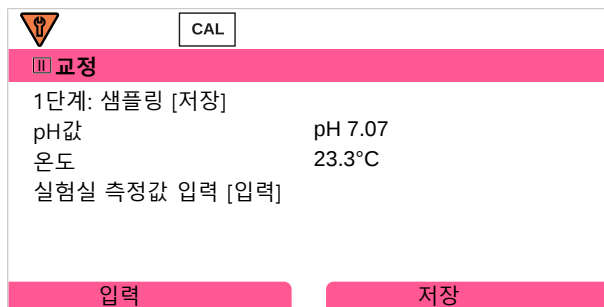 CAL
II 교정
1단계: 샘플링 [저장]
pH값 pH 7.07
온도 23.3°C
실험실 측정값 입력 [입력]
입력 저장